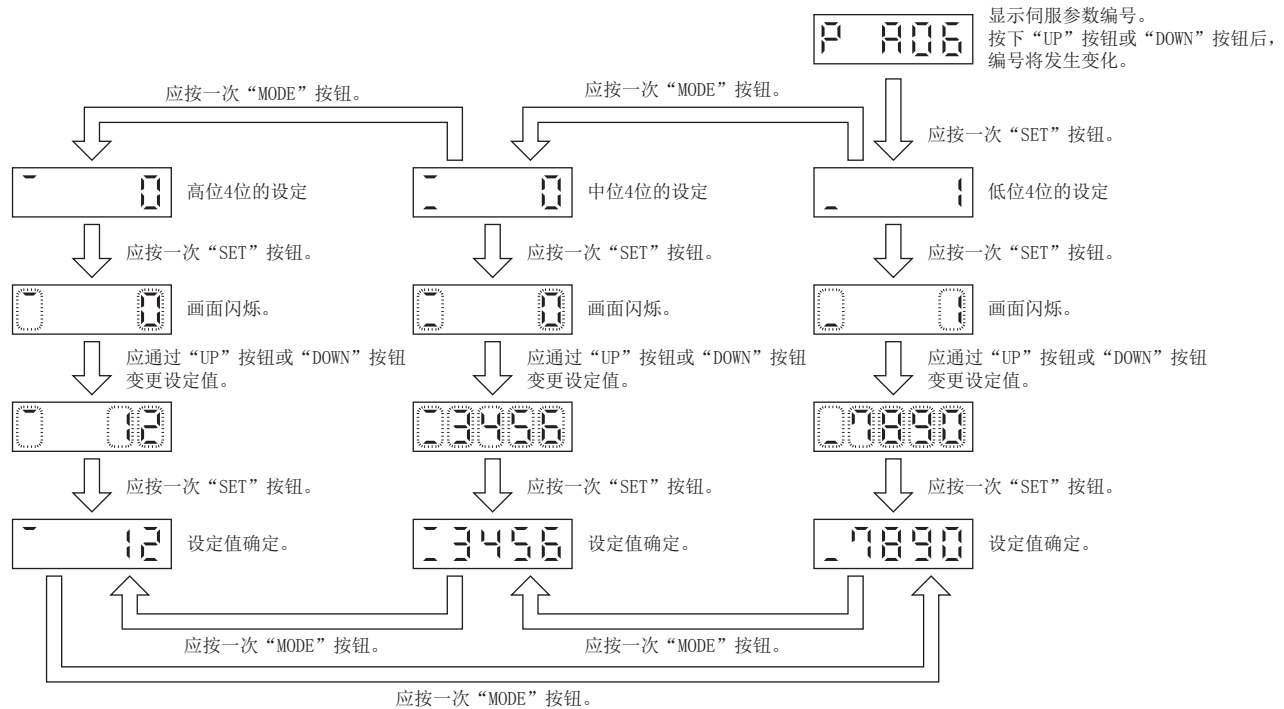 P A06
显示伺服参数编号。
按下“UP”按钮或“DOWN”按钮后，
编号将发生变化。
应按一次“MODE”按钮。
应按一次“MODE”按钮。
应按一次“SET”按钮。
¯ 0
高位4位的设定
0
中位4位的设定
_ 1
低位4位的设定
应按一次“SET”按钮。
应按一次“SET”按钮。
应按一次“SET”按钮。
¯ 0
画面闪烁。
0
画面闪烁。
_ 1
画面闪烁。
应通过“UP”按钮或“DOWN”按钮
变更设定值。
应通过“UP”按钮或“DOWN”按钮
变更设定值。
应通过“UP”按钮或“DOWN”按钮
变更设定值。
¯ 12
3456
_7890
应按一次“SET”按钮。
应按一次“SET”按钮。
应按一次“SET”按钮。
¯ 12
设定值确定。
3456
设定值确定。
_7890
设定值确定。
应按一次“MODE”按钮。
应按一次“MODE”按钮。
应按一次“MODE”按钮。